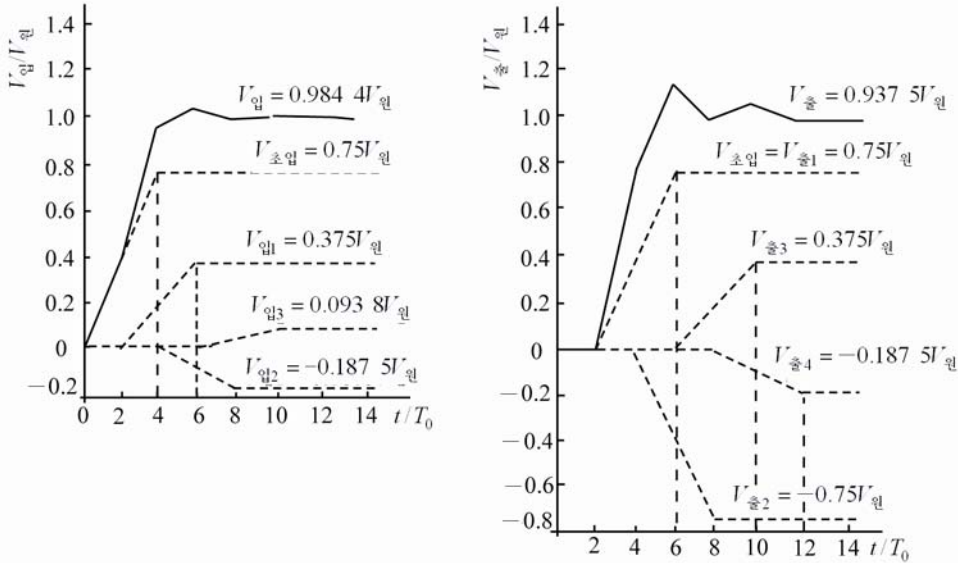 V입/V원
1.4
1.2
1.0
0.8
0.6
0.4
0.2
0
−0.2
V입 = 0.984 4V원
V초입 = 0.75V원
V입1 = 0.375V원
V입3 = 0.093 8V원
V입2 = −0.187 5V원
0 2 4 6 8 10 12 14 t/T0
V출/V원
1.4
1.2
1.0
0.8
0.6
0.4
0.2
0
−0.2
−0.4
−0.6
−0.8
V출 = 0.937 5V원
V초입 = V출1 = 0.75V원
V출3 = 0.375V원
V출4 = −0.187 5V원
V출2 = −0.75V원
2 4 6 8 10 12 14 t/T0